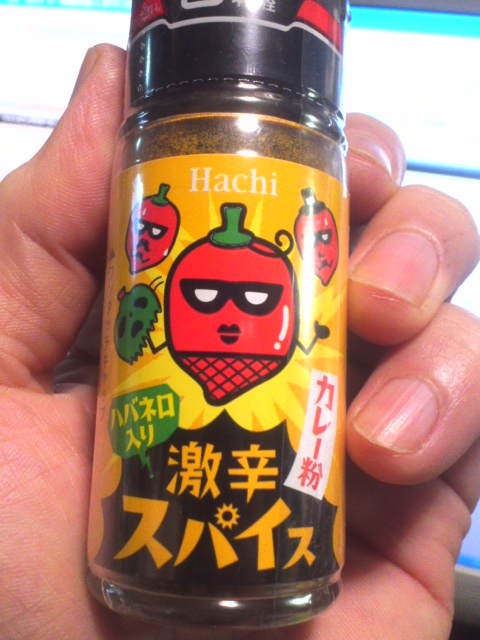 Hachi
ハバネロ
入り
カレー粉
激辛
スパイス